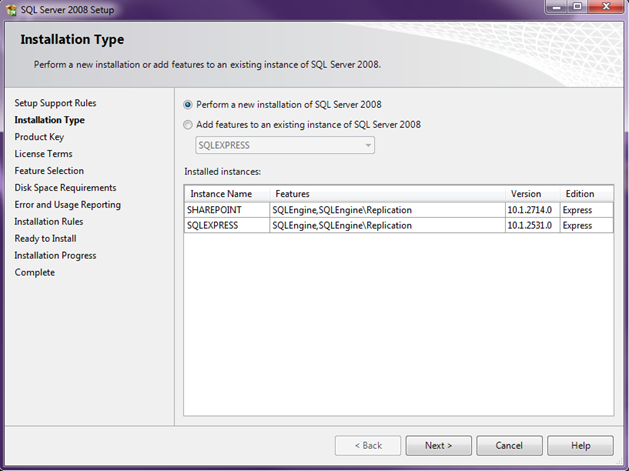 SQL Server 2008 Setup
Installation Type
Perform a new installation or add features to an existing instance of SQL Server 2008.
Setup Support Rules
Installation Type
Product Key
License Terms
Feature Selection
Disk Space Requirements
Error and Usage Reporting
Installation Rules
Ready to Install
Installation Progress
Complete
Perform a new installation of SQL Server 2008
Add features to an existing instance of SQL Server 2008
SQLEXPRESS
Installed instances:
Instance Name Features Version Edition
SHAREPOINT SQLEngine,SQLEngine\Replication 10.1.2714.0 Express
SQLEXPRESS SQLEngine,SQLEngine\Replication 10.1.2531.0 Express
< Back Next > Cancel Help